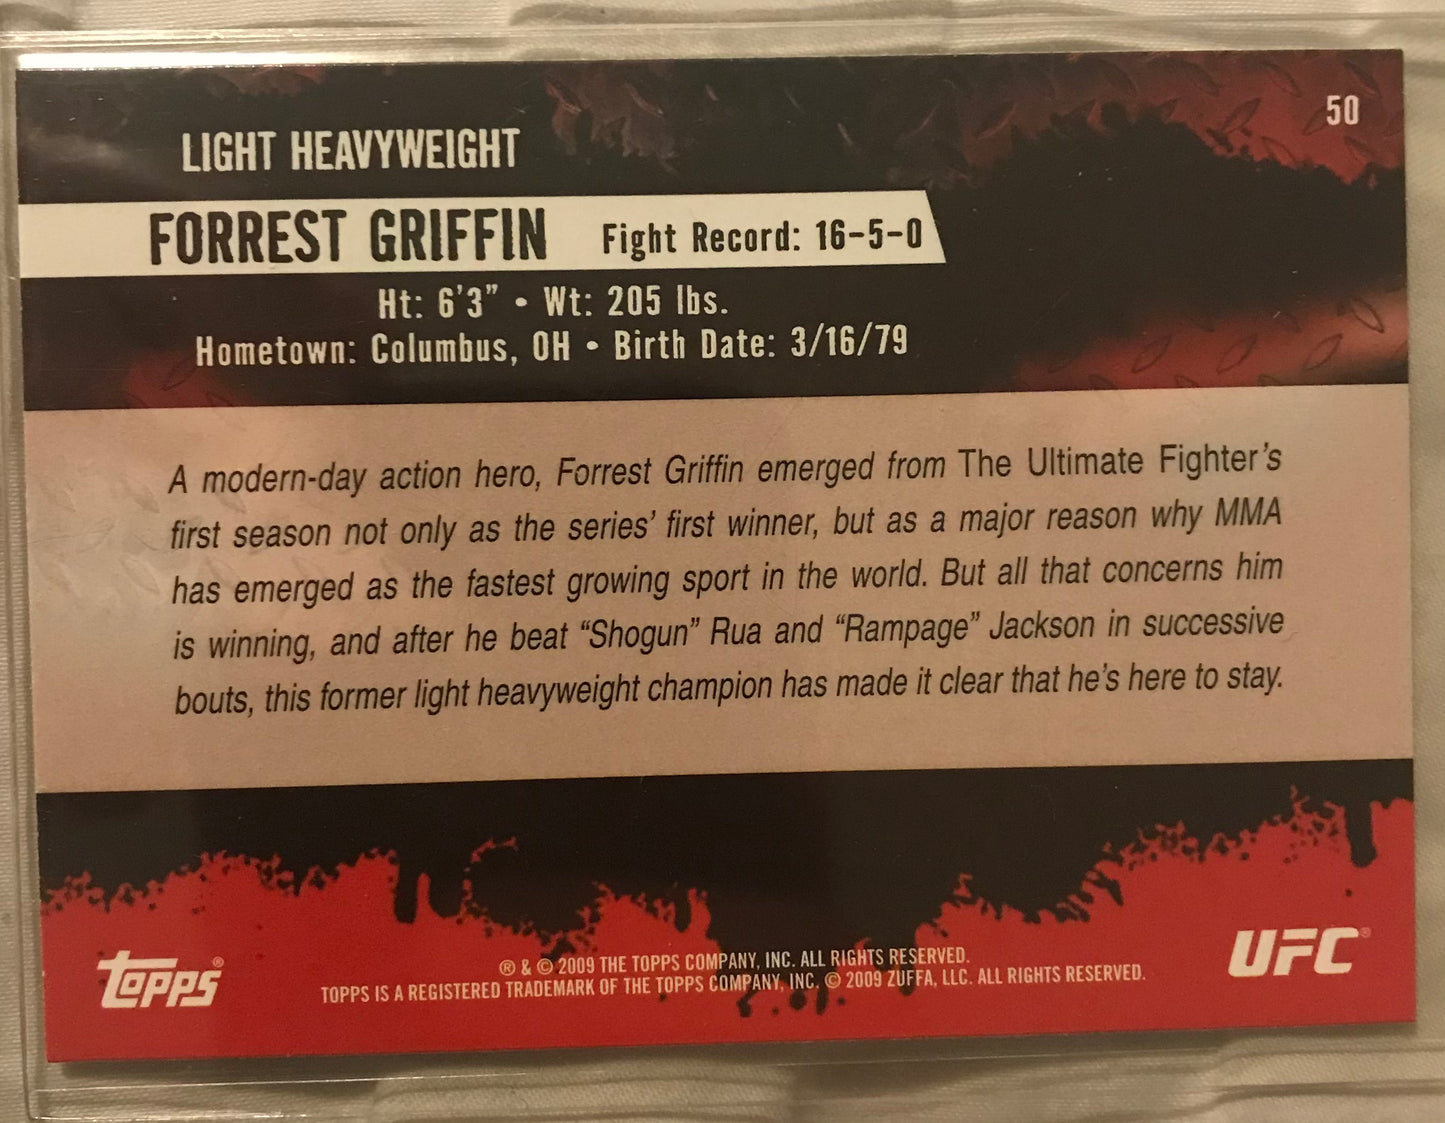 50
LIGHT HEAVYWEIGHT
FORREST GRIFFIN Fight Record: 16-5-0
Ht: 6'3" • Wt: 205 lbs.
Hometown: Columbus, OH • Birth Date: 3/16/79
A modern-day action hero, Forrest Griffin emerged from The Ultimate Fighter's
first season not only as the series' first winner, but as a major reason why MMA
has emerged as the fastest growing sport in the world. But all that concerns him
is winning, and after he beat “Shogun” Rua and “Rampage” Jackson in successive
bouts, this former light heavyweight champion has made it clear that he's here to stay.
Topps®
® & © 2009 THE TOPPS COMPANY, INC. ALL RIGHTS RESERVED.
TOPPS IS A REGISTERED TRADEMARK OF THE TOPPS COMPANY, INC. © 2009 ZUFFA, LLC. ALL RIGHTS RESERVED.
UFC®